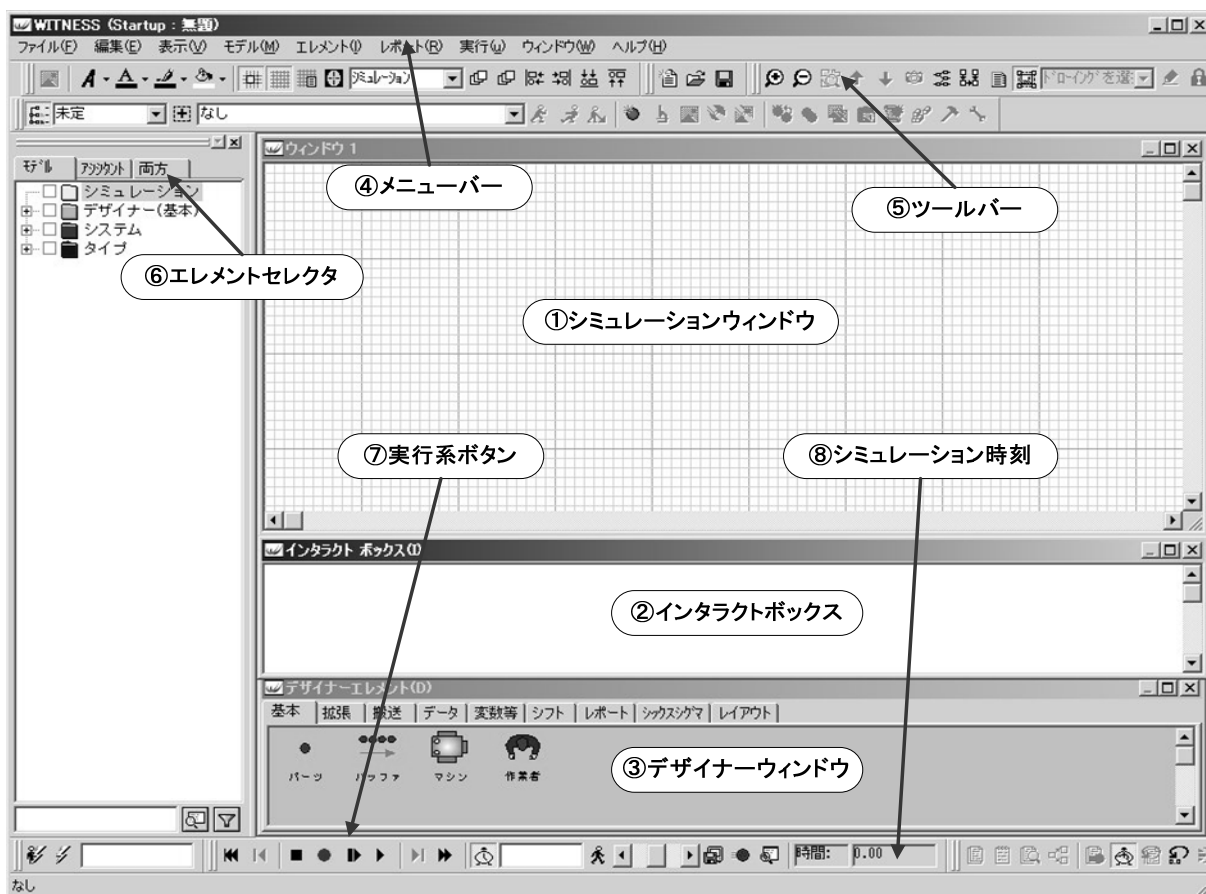 WITNESS (Startup : 無題)
ファイル(F) 編集(E) 表示(V) モデル(M) エレメント(I) レポート(R) 実行(u) ウィンドウ(W) ヘルプ(H)
シミュレーション
ドローイングを選
未定
なし
モデル アシスタント 両方
シミュレーション
デザイナー(基本)
システム
タイプ
ウィンドウ 1
④メニューバー
⑤ツールバー
⑥エレメントセレクタ
①シミュレーションウィンドウ
⑦実行系ボタン
⑧シミュレーション時刻
インタラクト ボックス(I)
②インタラクトボックス
デザイナーエレメント(D)
基本 拡張 搬送 データ 変数等 シフト レポート シックスシグマ レイアウト
パーツ バッファ マシン 作業者
③デザイナーウィンドウ
時間: 0.00
なし